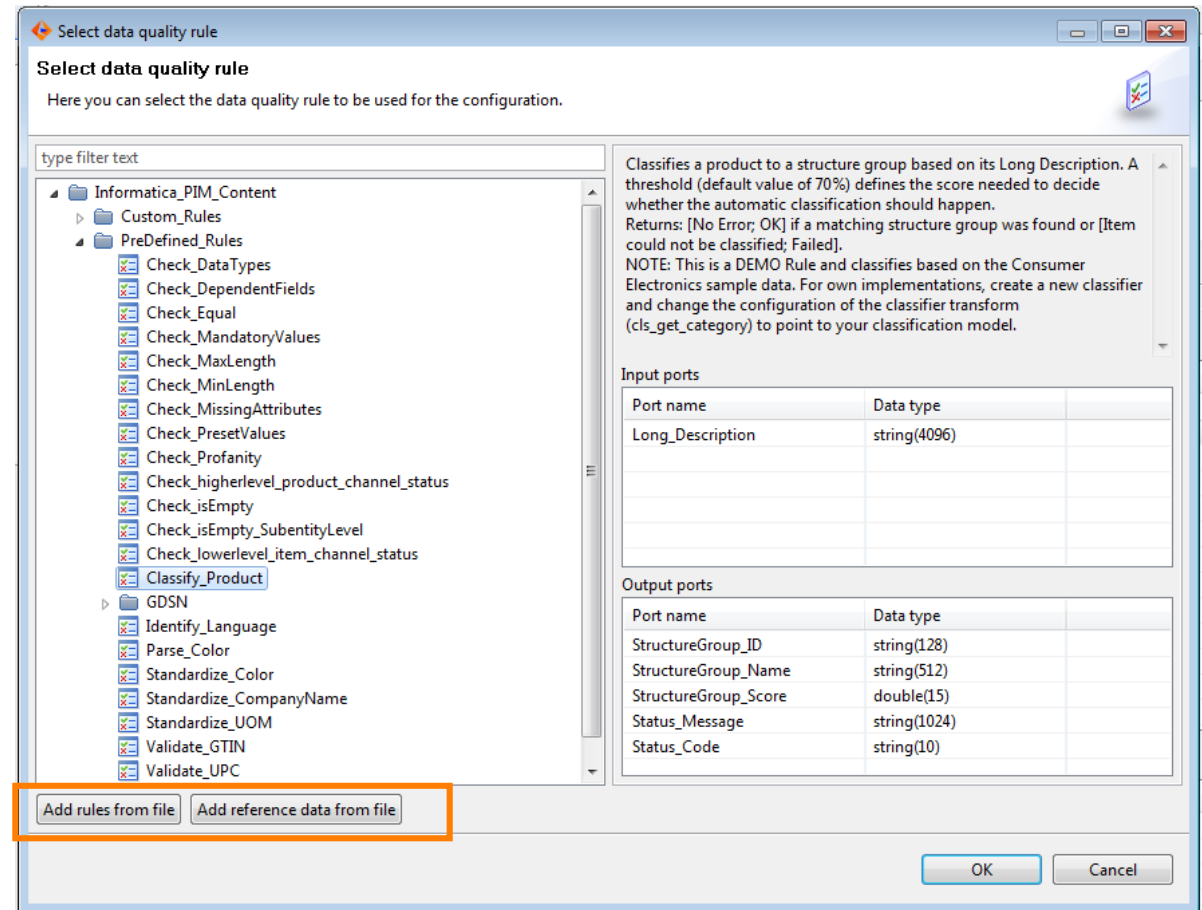 Select data quality rule
Select data quality rule
Here you can select the data quality rule to be used for the configuration.
type filter text
Informatica_PIM_Content
Custom_Rules
PreDefined_Rules
Check_DataTypes
Check_DependentFields
Check_Equal
Check_MandatoryValues
Check_MaxLength
Check_MinLength
Check_MissingAttributes
Check_PresetValues
Check_Profanity
Check_higherlevel_product_channel_status
Check_isEmpty
Check_isEmpty_SubentityLevel
Check_lowerlevel_item_channel_status
Classify_Product
GDSN
Identify_Language
Parse_Color
Standardize_Color
Standardize_CompanyName
Standardize_UOM
Validate_GTIN
Validate_UPC
Add rules from file Add reference data from file
Classifies a product to a structure group based on its Long Description. A
threshold (default value of 70%) defines the score needed to decide
whether the automatic classification should happen.
Returns: [No Error; OK] if a matching structure group was found or [Item
could not be classified; Failed].
NOTE: This is a DEMO Rule and classifies based on the Consumer
Electronics sample data. For own implementations, create a new classifier
and change the configuration of the classifier transform
(cls_get_category) to point to your classification model.
Input ports
Port name Data type
Long_Description string(4096)
Output ports
Port name Data type
StructureGroup_ID string(128)
StructureGroup_Name string(512)
StructureGroup_Score double(15)
Status_Message string(1024)
Status_Code string(10)
OK Cancel